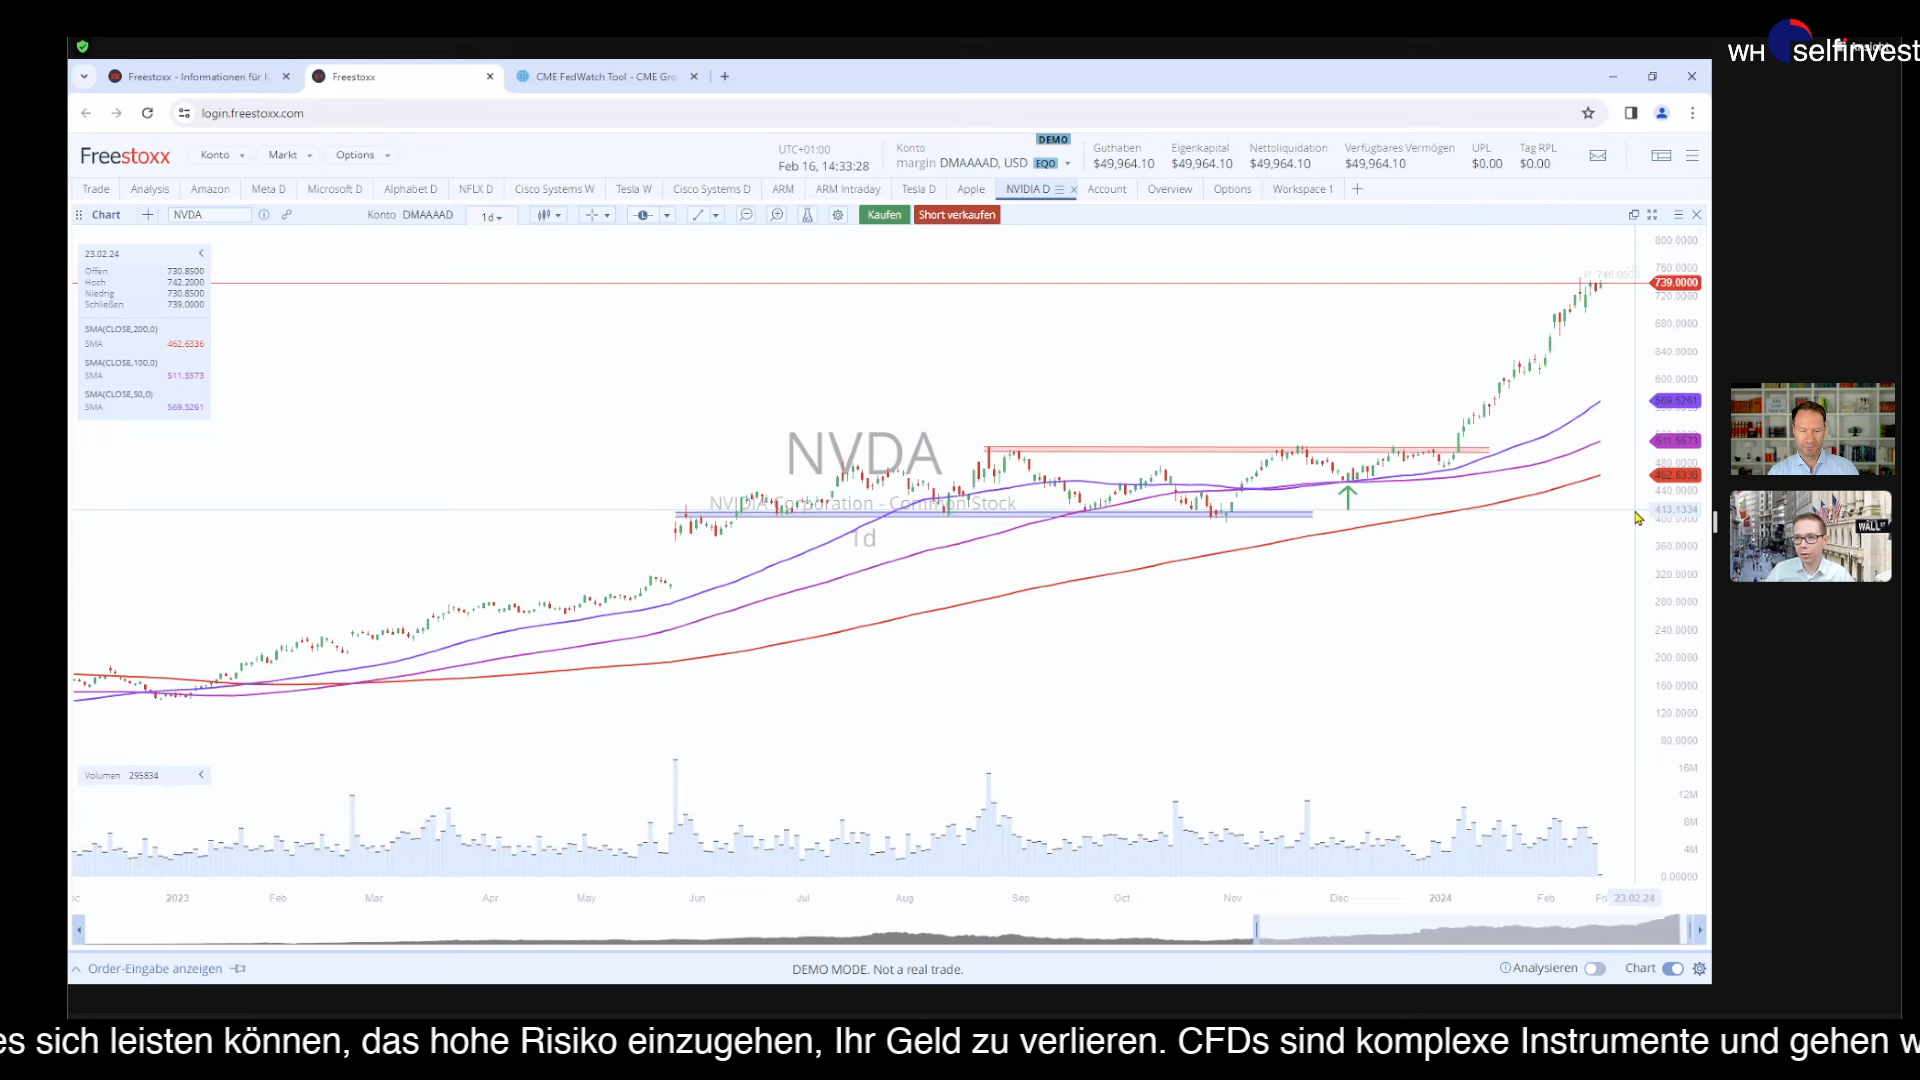 WH selfinvest
Freestoxx - Informationen für K
Freestoxx
CME FedWatch Tool - CME Gro
login.freestoxx.com
Freestoxx
Konto
Markt
Options
UTC+01:00
Feb 16, 14:33:28
DEMO
Konto
margin DMAAAAD, USD EQO
Guthaben
$49,964.10
Eigenkapital
$49,964.10
Nettoliquidation
$49,964.10
Verfügbares Vermögen
$49,964.10
UPL
$0.00
Tag RPL
$0.00
Trade Analysis Amazon Meta D Microsoft D Alphabet D NFLX D Cisco Systems W Tesla W Cisco Systems D ARM ARM Intraday Tesla D Apple NVIDIA D Account Overview Options Workspace 1
Chart NVDA Konto DMAAAAD 1d Kaufen Short verkaufen
23.02.24
Offen 730.8500
Hoch 742.2000
Niedrig 730.8500
Schließen 739.0000
SMA(CLOSE,200,0)
SMA 462.6336
SMA(CLOSE,100,0)
SMA 511.5573
SMA(CLOSE,50,0)
SMA 569.5261
NVDA
NVIDIA Corporation - Common Stock
1d
H: 746.0500
800.0000
760.0000
739.0000
720.0000
680.0000
640.0000
600.0000
569.5261
511.5573
480.0000
462.6336
440.0000
413.1334
400.0000
360.0000
320.0000
280.0000
240.0000
200.0000
160.0000
120.0000
80.0000
Volumen 295834
16M
12M
8M
4M
0.00000
2023 Feb Mar Apr May Jun Jul Aug Sep Oct Nov Dec 2024 Feb 23.02.24
Order-Eingabe anzeigen
DEMO MODE. Not a real trade.
Analysieren
Chart
WALL
es sich leisten können, das hohe Risiko einzugehen, Ihr Geld zu verlieren. CFDs sind komplexe Instrumente und gehen w